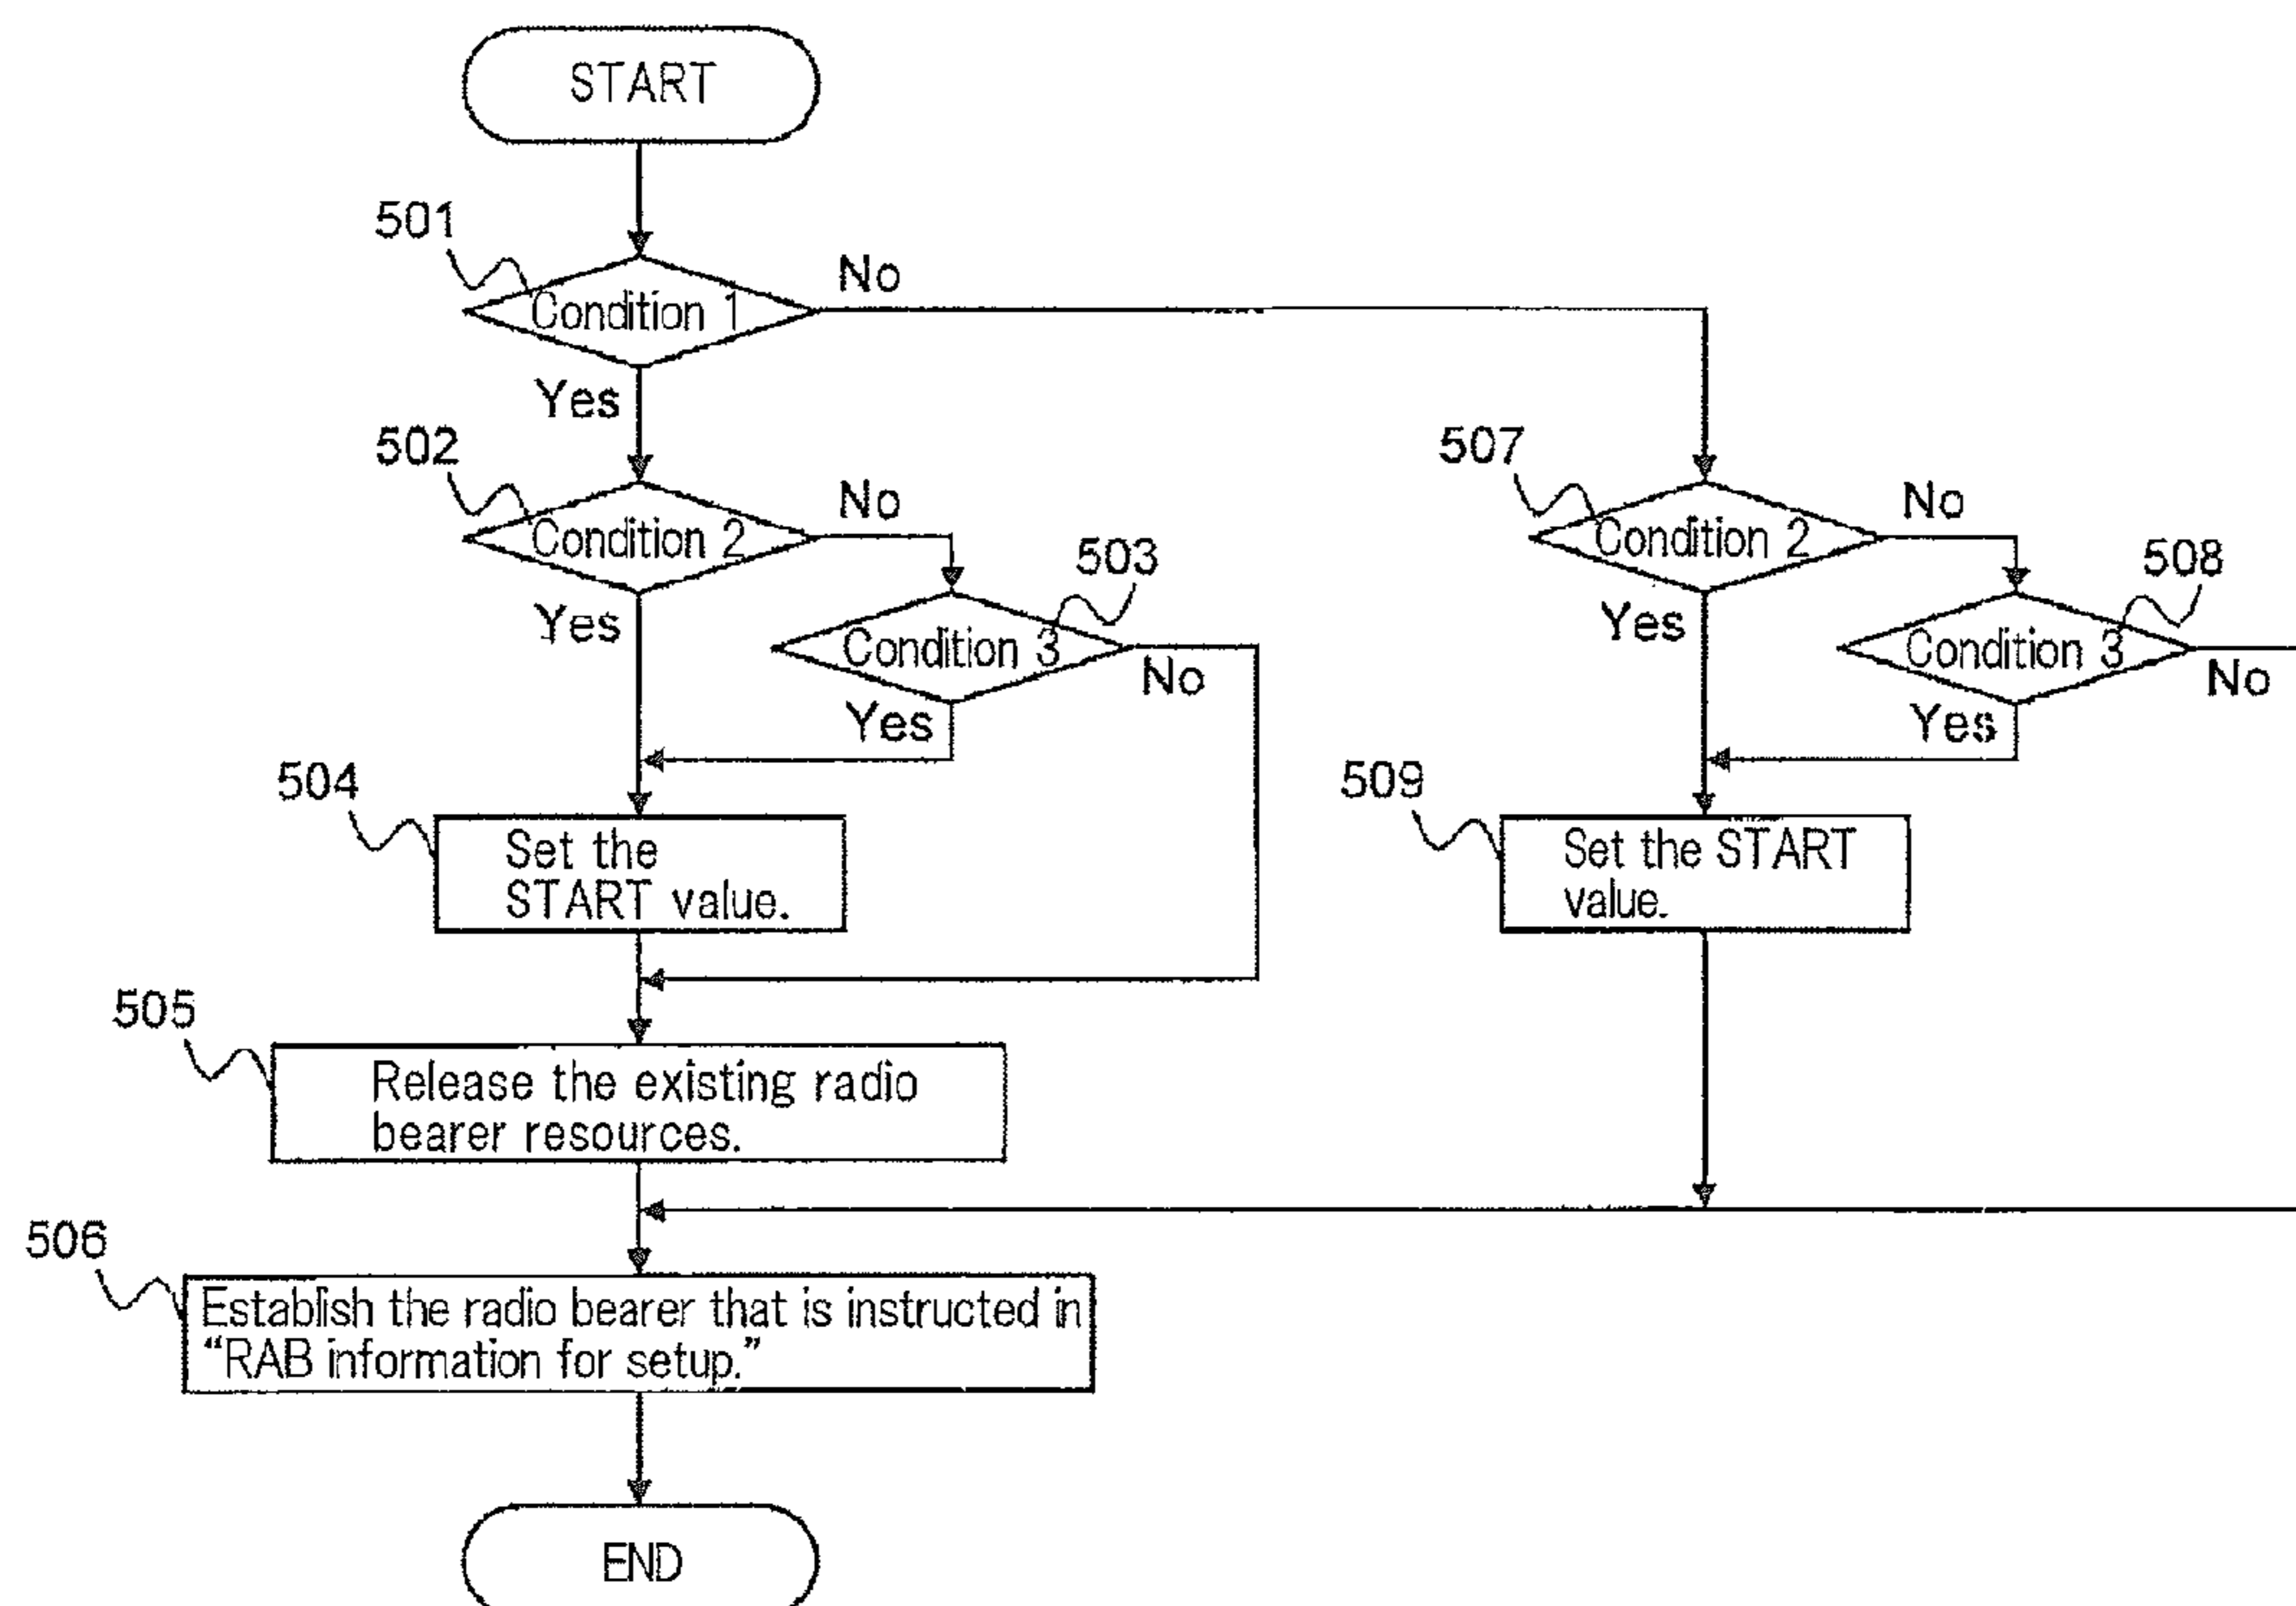 START
501
Condition 1
No
Yes
502
Condition 2
No
Yes
503
Condition 3
No
Yes
504
Set the
START value.
505
Release the existing radio
bearer resources.
506
Establish the radio bearer that is instructed in
“RAB information for setup.”
END
507
Condition 2
No
Yes
508
Condition 3
No
Yes
509
Set the START
value.